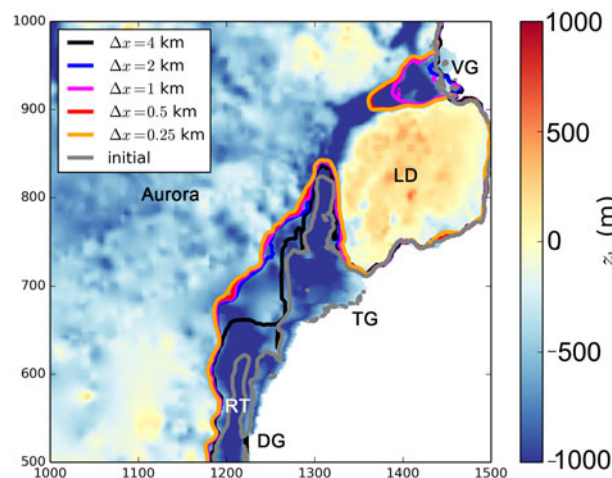 1000
900
800
700
600
500
1000
1100
1200
1300
1400
1500
Δx = 4 km
Δx = 2 km
Δx = 1 km
Δx = 0.5 km
Δx = 0.25 km
initial
VG
LD
Aurora
TG
RT
DG
1000
500
0
−500
−1000
(m)